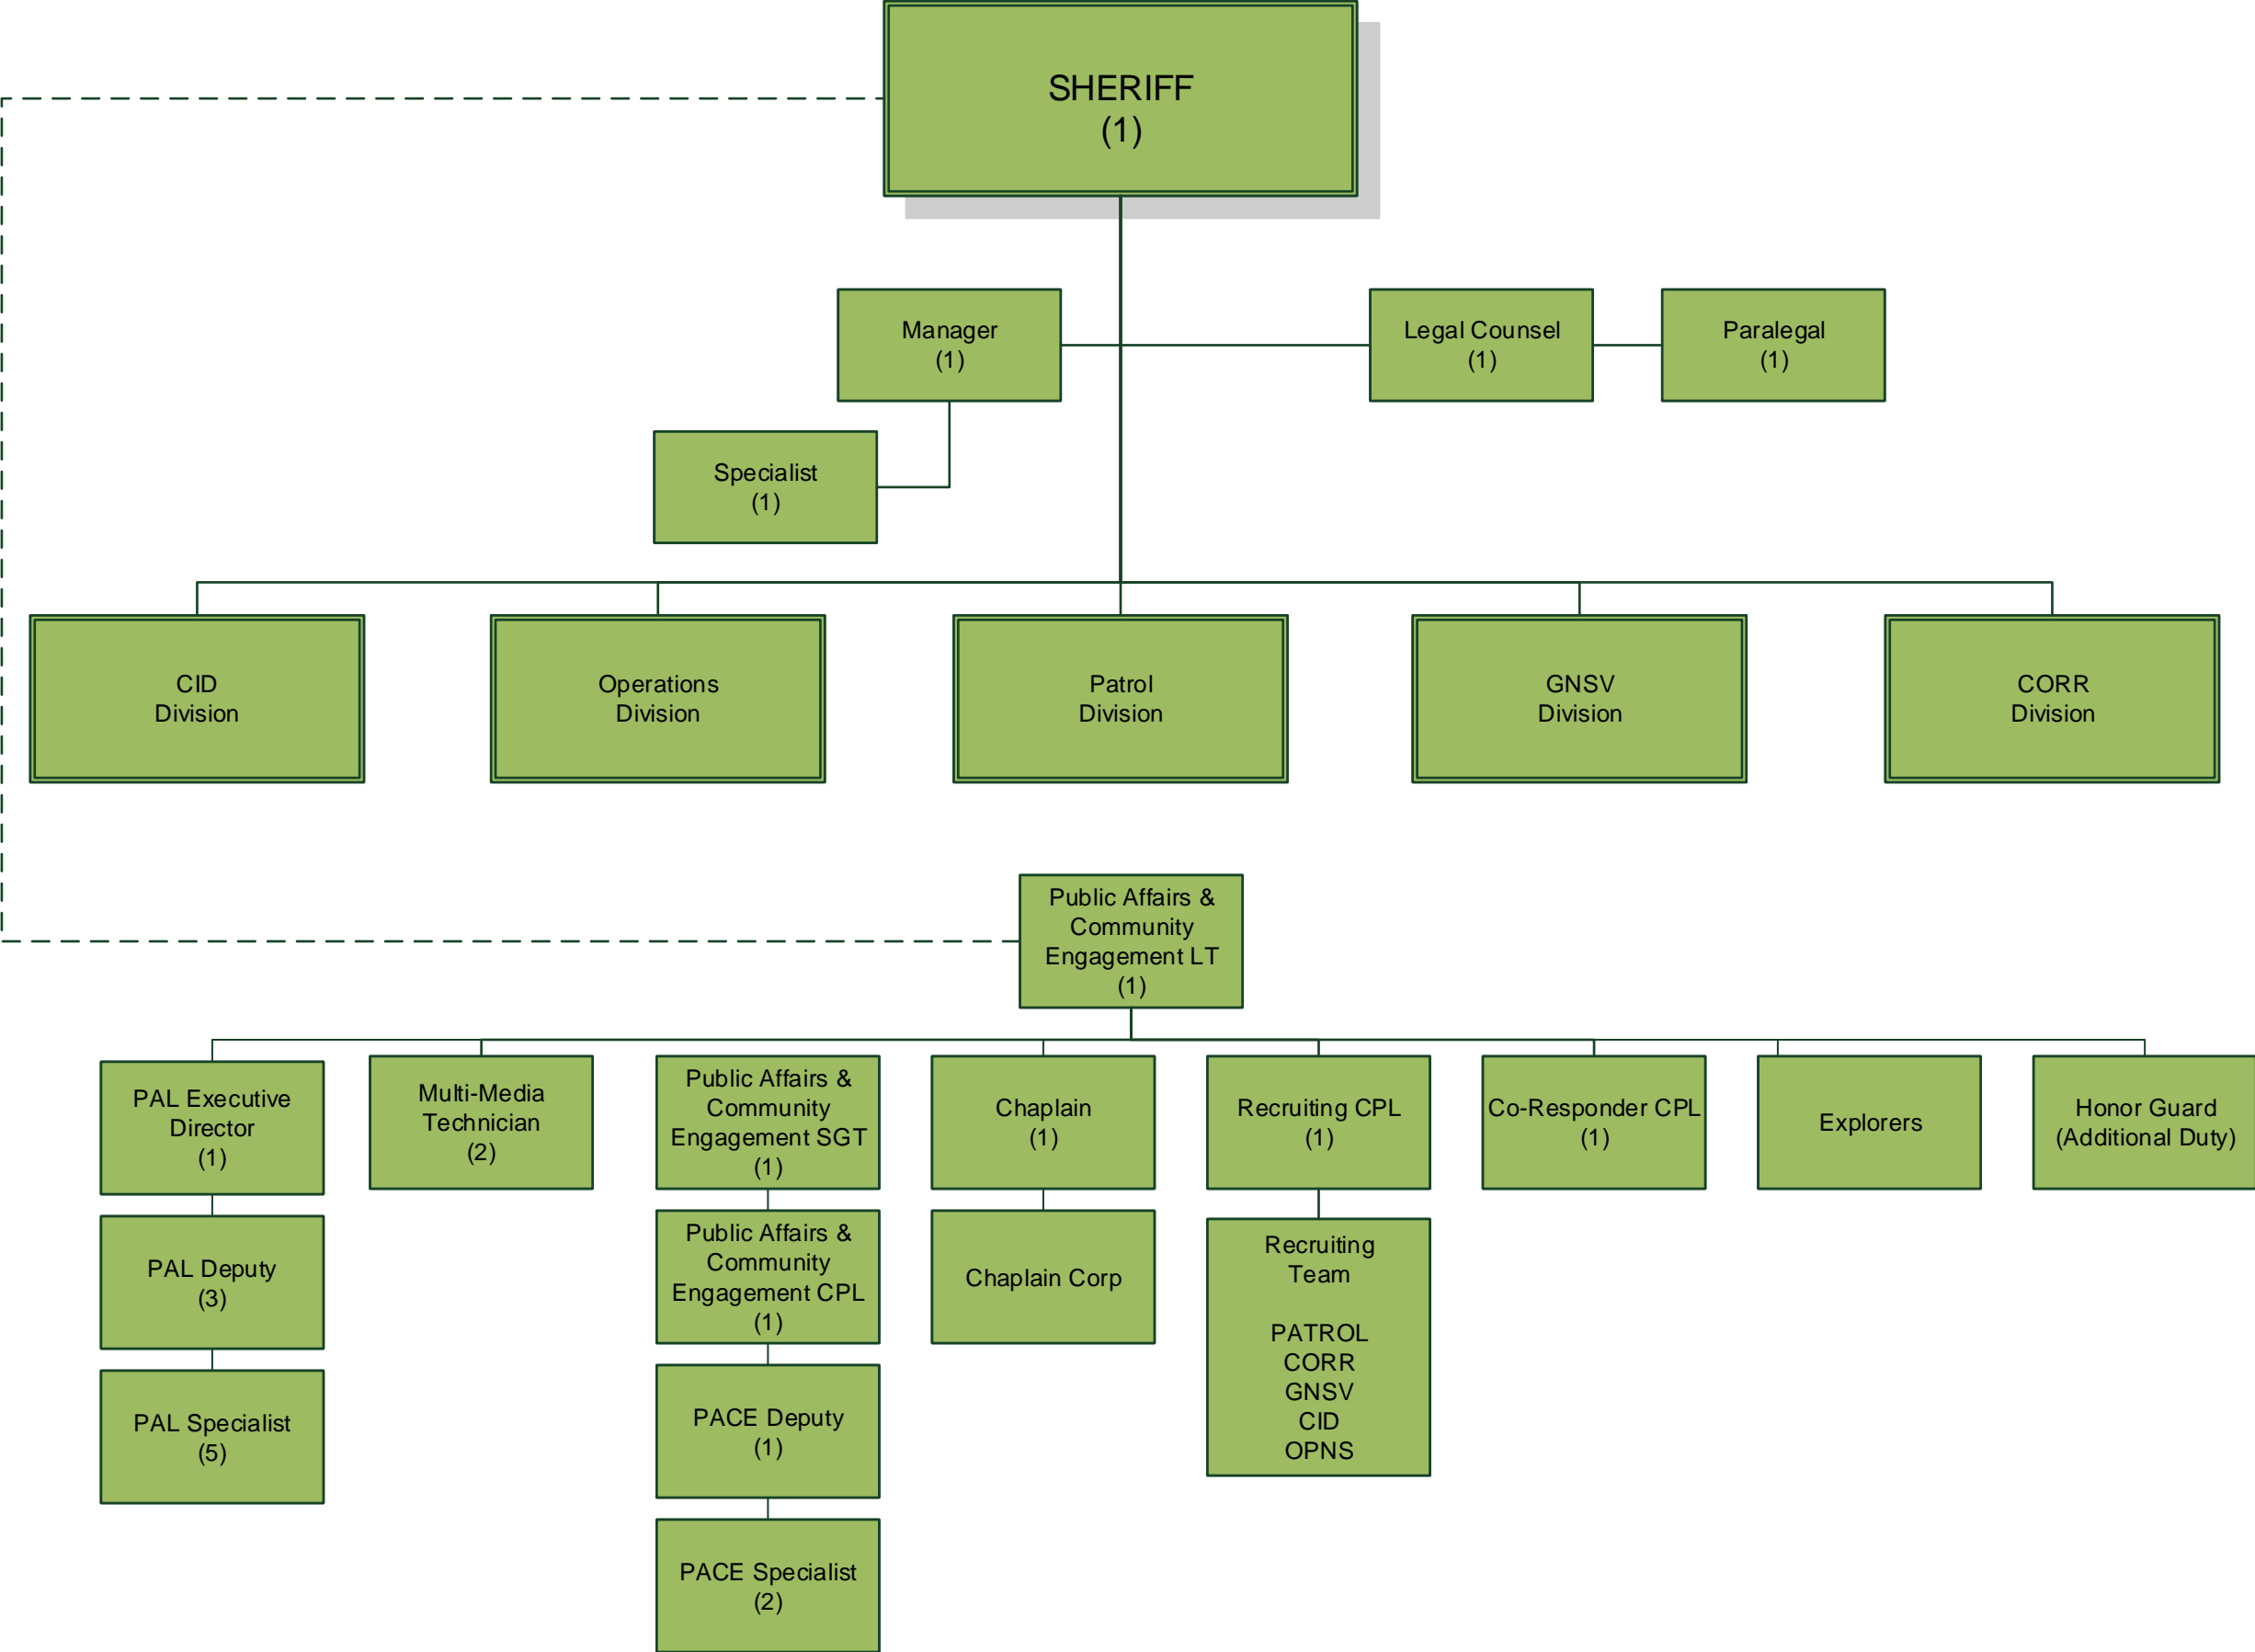 SHERIFF
(1)
Manager
(1)
Legal Counsel
(1)
Paralegal
(1)
Specialist
(1)
CID
Division
Operations
Division
Patrol
Division
GNSV
Division
CORR
Division
Public Affairs &
Community
Engagement LT
(1)
PAL Executive
Director
(1)
Multi-Media
Technician
(2)
Public Affairs &
Community
Engagement SGT
(1)
Chaplain
(1)
Recruiting CPL
(1)
Co-Responder CPL
(1)
Explorers
Honor Guard
(Additional Duty)
PAL Deputy
(3)
Public Affairs &
Community
Engagement CPL
(1)
Chaplain Corp
Recruiting
Team
PATROL
CORR
GNSV
CID
OPNS
PAL Specialist
(5)
PACE Deputy
(1)
PACE Specialist
(2)